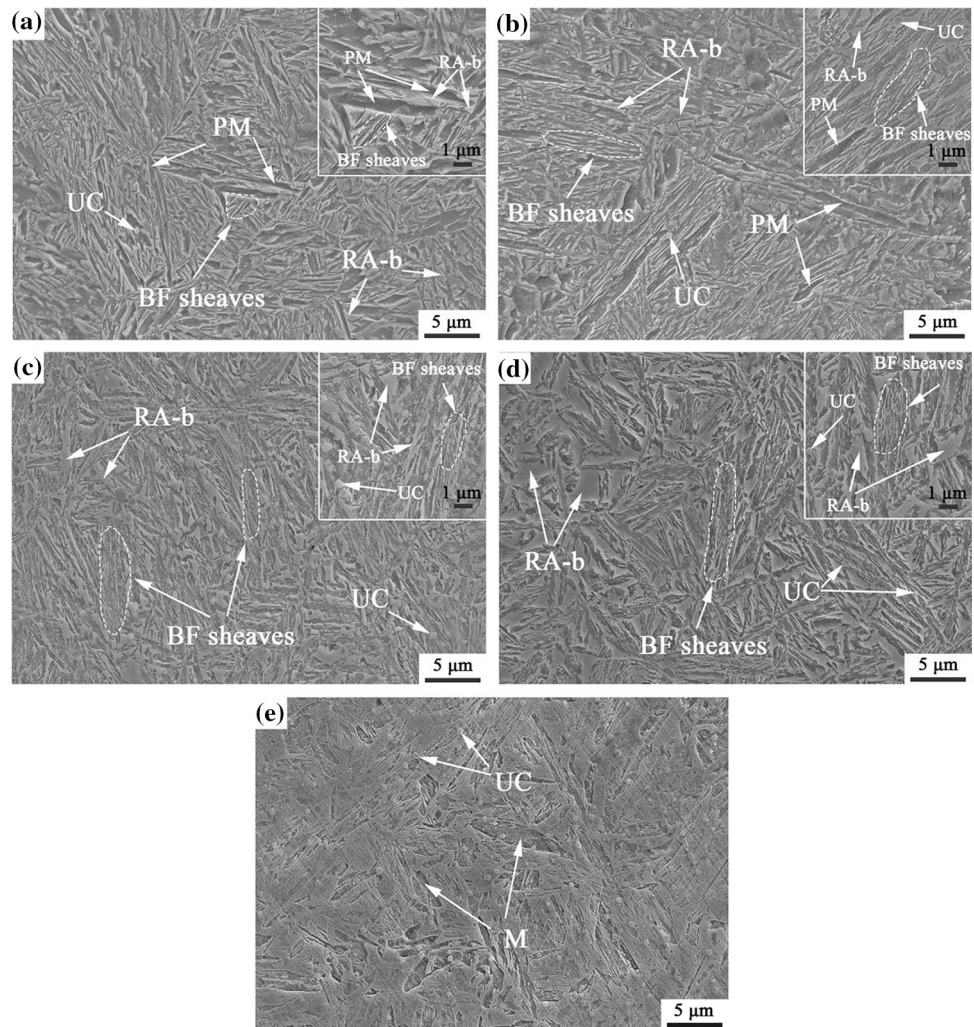 (a)
PM
RA-b
BF sheaves
1 μm
PM
UC
BF sheaves
RA-b
5 μm
(b)
UC
RA-b
PM
BF sheaves
1 μm
RA-b
BF sheaves
UC
PM
5 μm
(c)
BF sheaves
RA-b
UC
1 μm
RA-b
BF sheaves
UC
5 μm
(d)
BF sheaves
UC
RA-b
1 μm
RA-b
BF sheaves
UC
5 μm
(e)
UC
M
5 μm